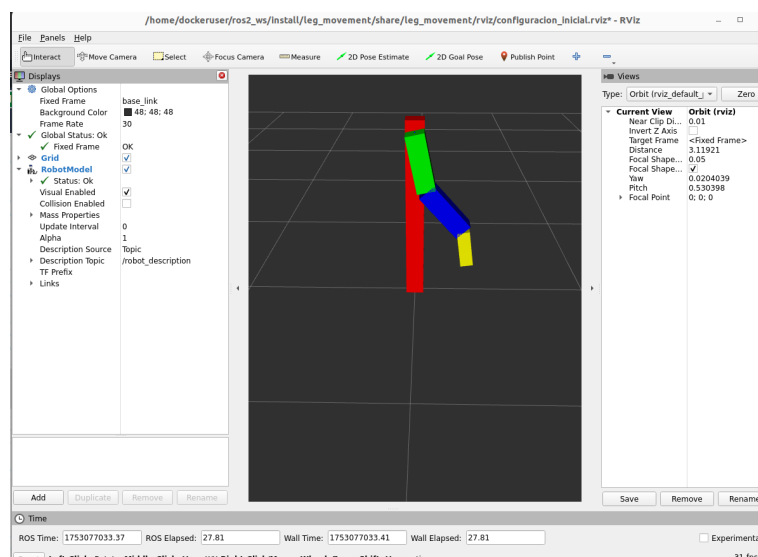 /home/dockeruser/ros2_ws/install/leg_movement/share/leg_movement/rviz/configuracion_inicial.rviz* - RViz
File Panels Help
Interact Move Camera Select Focus Camera Measure 2D Pose Estimate 2D Goal Pose Publish Point
Displays
Global Options
Fixed Frame base_link
Background Color 48; 48; 48
Frame Rate 30
Global Status: Ok
Fixed Frame OK
Grid
RobotModel
Status: Ok
Visual Enabled
Collision Enabled
Mass Properties
Update Interval 0
Alpha 1
Description Source Topic
Description Topic /robot_description
TF Prefix
Links
Add Duplicate Remove Rename
Views
Type: Orbit (rviz_default_ Zero
Current View Orbit (rviz)
Near Clip Di... 0.01
Invert Z Axis
Target Frame <Fixed Frame>
Distance 3.11921
Focal Shape... 0.05
Focal Shape...
Yaw 0.0204039
Pitch 0.530398
Focal Point 0; 0; 0
Save Remove Rename
Time
ROS Time: 1753077033.37 ROS Elapsed: 27.81 Wall Time: 1753077033.41 Wall Elapsed: 27.81 Experimenta
31 fps